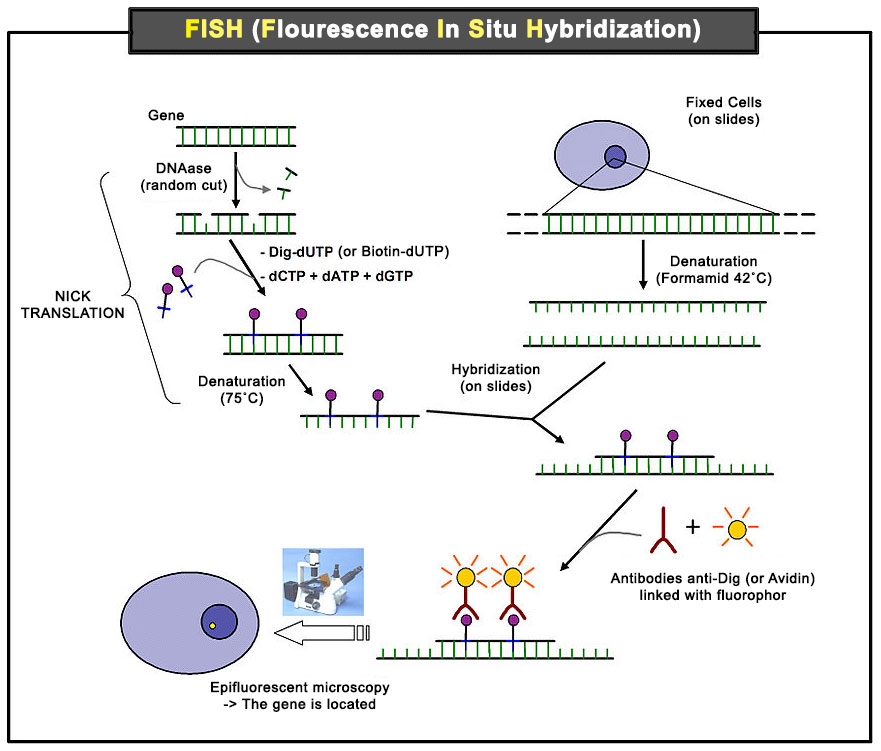 FISH (Flourescence In Situ Hybridization)
Gene
DNAase
(random cut)
- Dig-dUTP (or Biotin-dUTP)
- dCTP + dATP + dGTP
NICK
TRANSLATION
Denaturation
(75°C)
Fixed Cells
(on slides)
Denaturation
(Formamid 42°C)
Hybridization
(on slides)
+
Antibodies anti-Dig (or Avidin)
linked with fluorophor
Epifluorescent microscopy
-> The gene is located